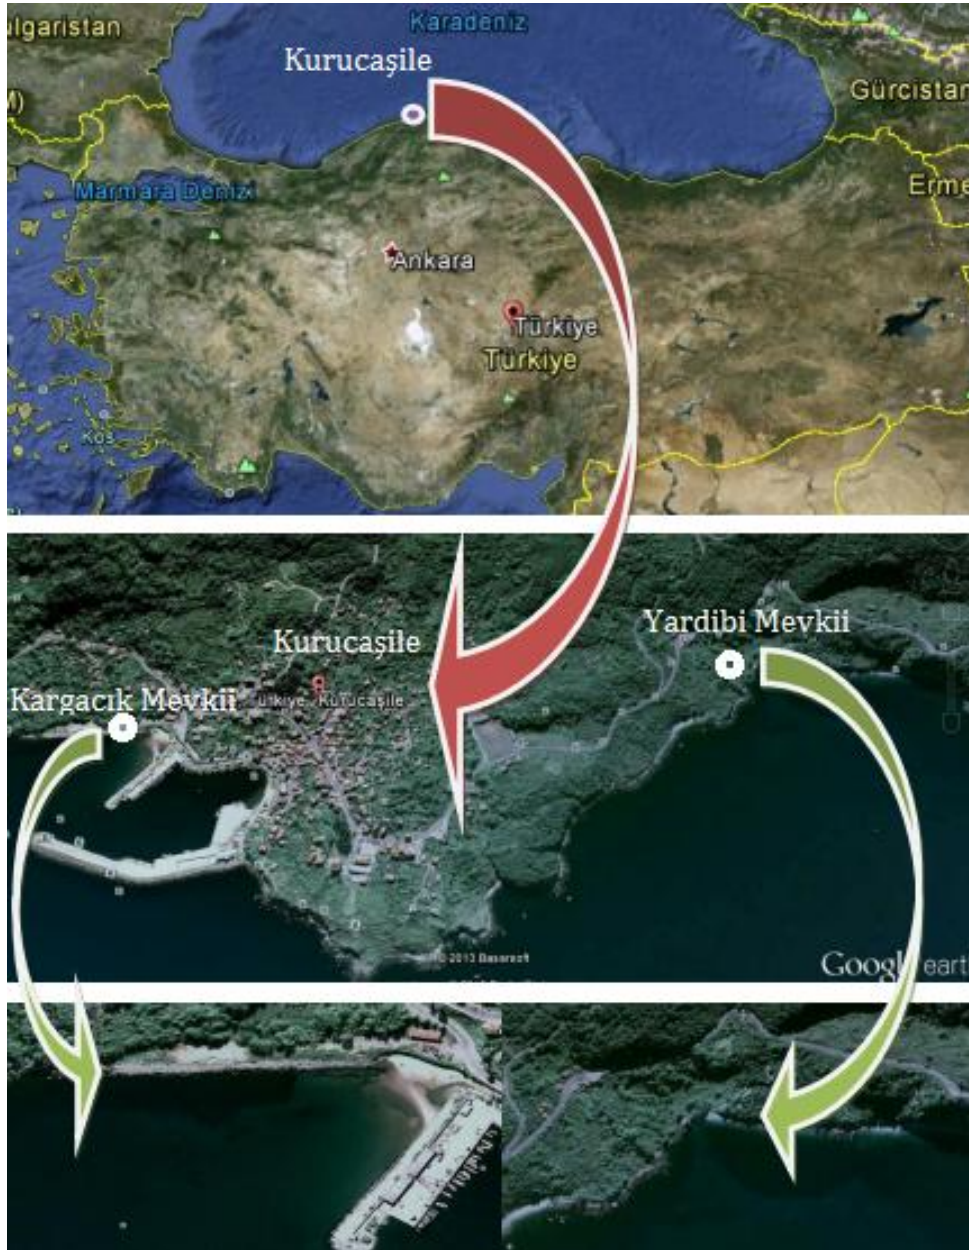 ulgaristan
Karadeniz
Kurucaşile
Gürcistan
Marmara Denizi
Erme
Ankara
Türkiye
Türkiye
Kos
Yardibi Mevkii
Kurucaşile
Kargacık Mevkii
Türkiye Kurucaşile
© 2013 Basarsoft
Google earth